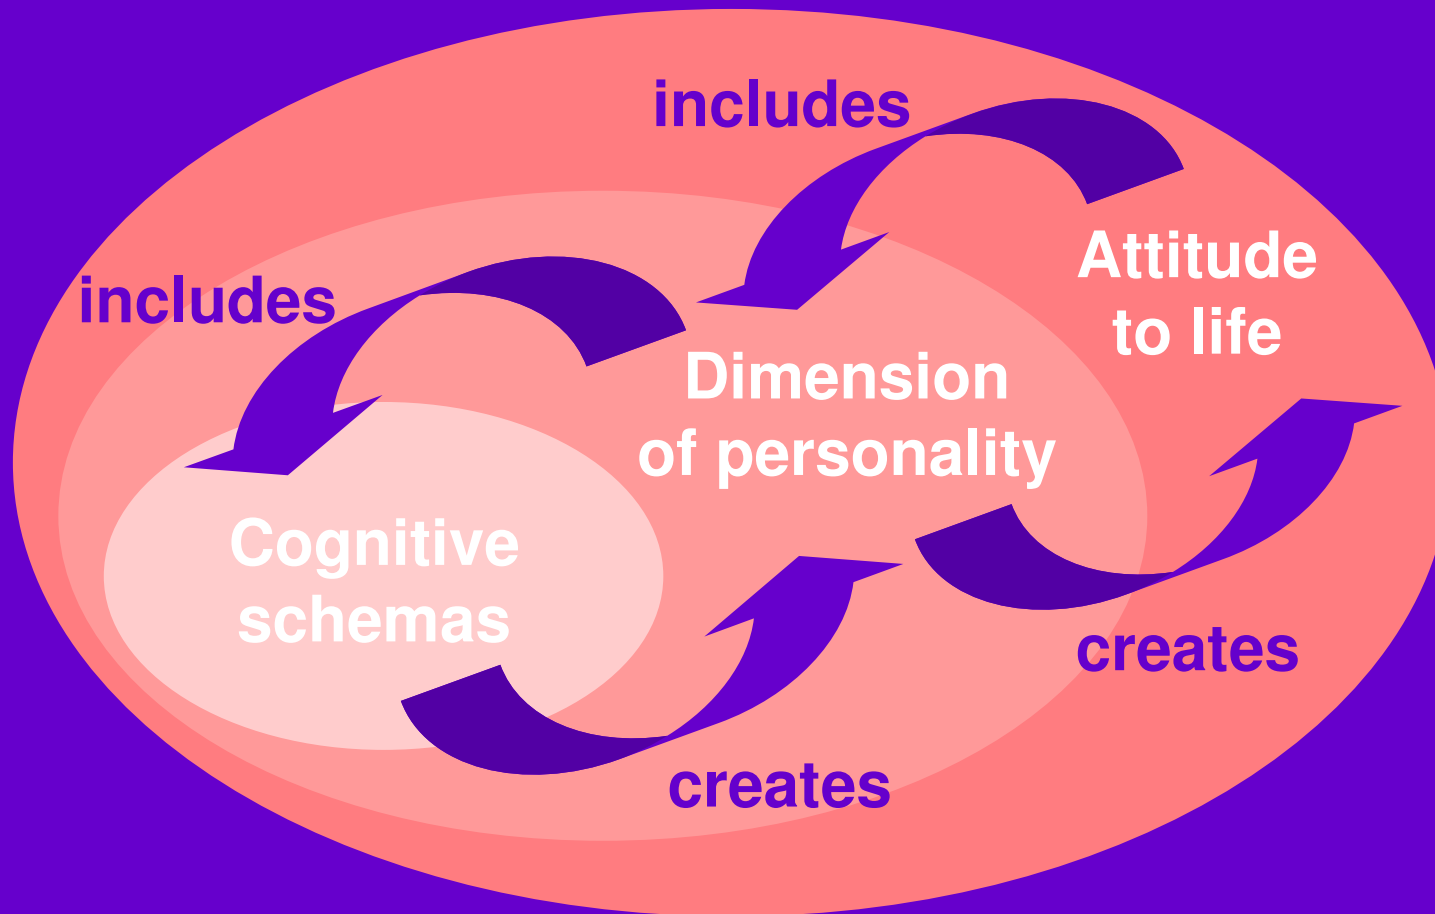 includes
includes
Attitude
to life
Dimension
of personality
Cognitive
schemas
creates
creates